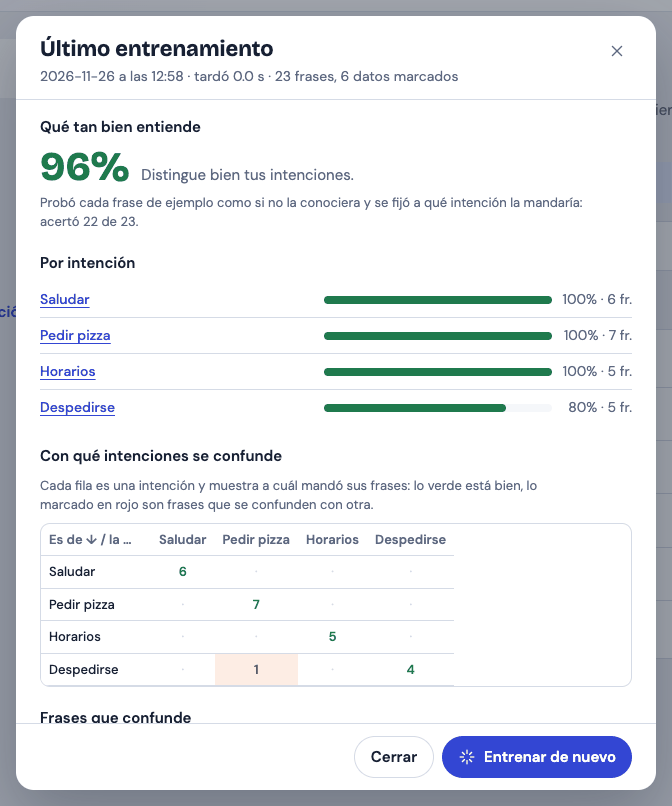 Último entrenamiento
2026-11-26 a las 12:58 · tardó 0.0 s · 23 frases, 6 datos marcados
Qué tan bien entiende
96% Distingue bien tus intenciones.
Probó cada frase de ejemplo como si no la conociera y se fijó a qué intención la mandaría:
acertó 22 de 23.
Por intención
Saludar 100% · 6 fr.
Pedir pizza 100% · 7 fr.
Horarios 100% · 5 fr.
Despedirse 80% · 5 fr.
Con qué intenciones se confunde
Cada fila es una intención y muestra a cuál mandó sus frases: lo verde está bien, lo
marcado en rojo son frases que se confunden con otra.
Es de ↓ / la ... Saludar Pedir pizza Horarios Despedirse
Saludar 6 · · ·
Pedir pizza · 7 · ·
Horarios · · 5 ·
Despedirse · 1 · 4
Frases que confunde
Cerrar Entrenar de nuevo